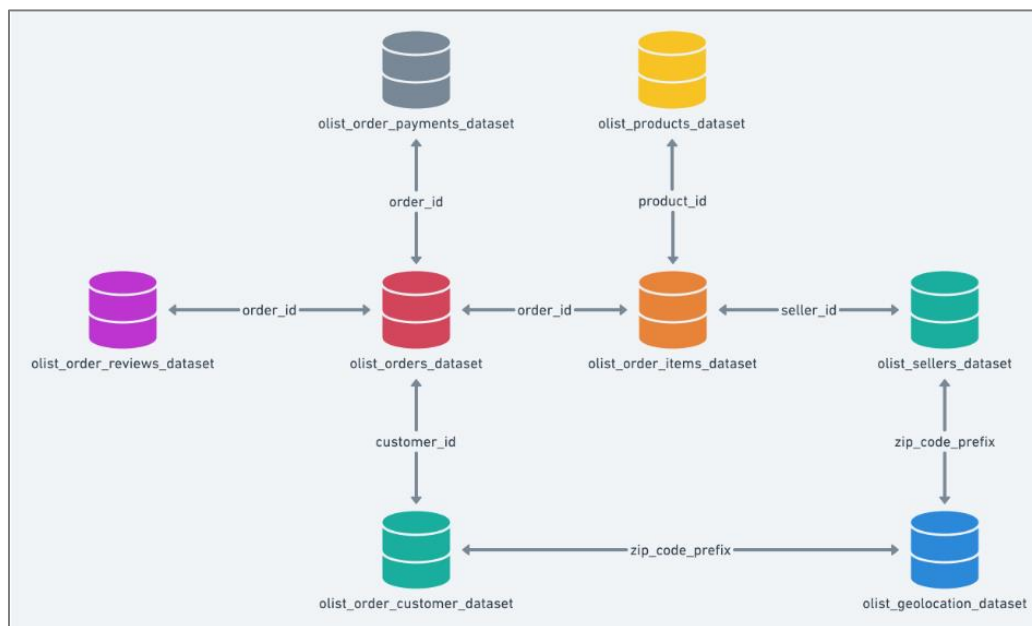 olist_order_payments_dataset
olist_products_dataset
order_id
product_id
order_id
order_id
seller_id
olist_order_reviews_dataset
olist_orders_dataset
olist_order_items_dataset
olist_sellers_dataset
customer_id
zip_code_prefix
zip_code_prefix
olist_order_customer_dataset
olist_geolocation_dataset